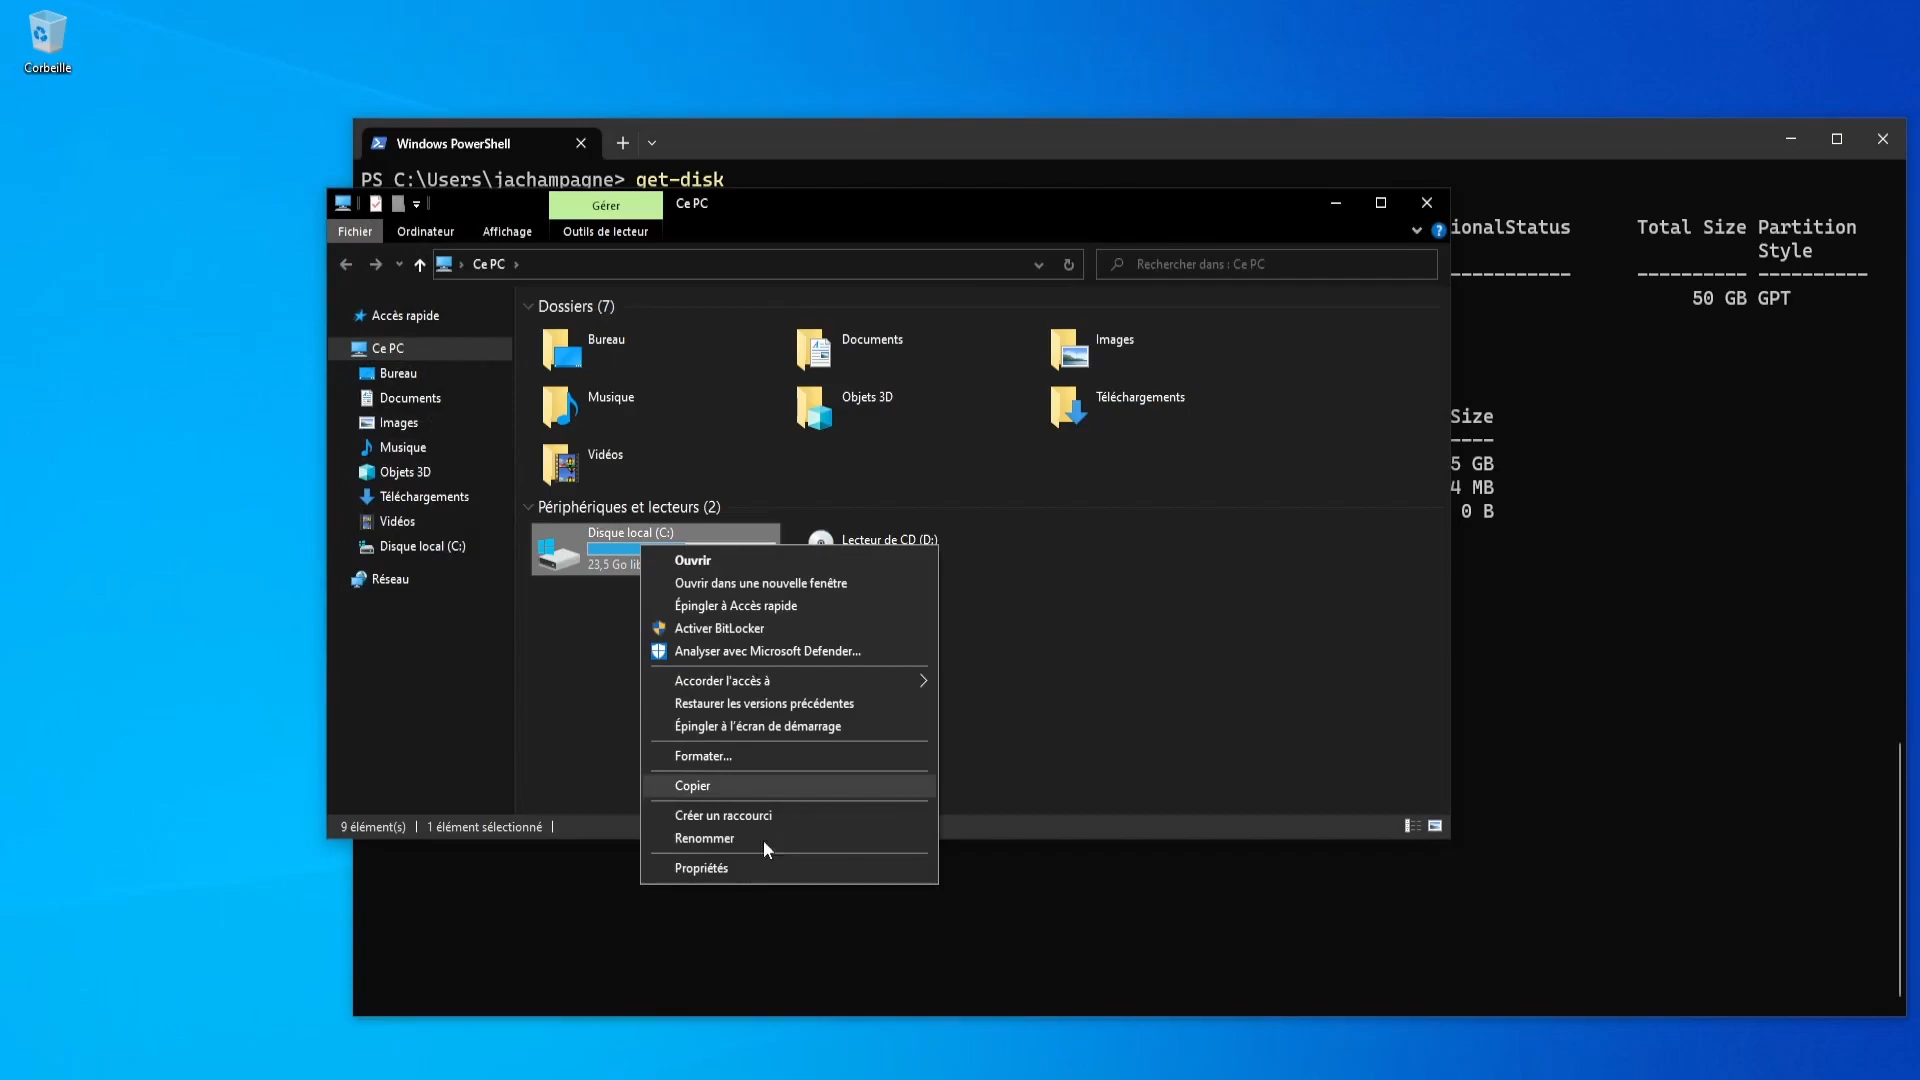 Corbeille
Windows PowerShell
PS C:\Users\jachampagne> get-disk
Gérer
Ce PC
Fichier
Ordinateur
Affichage
Outils de lecteur
ionalStatus
Total Size Partition
Style
Ce PC
Rechercher dans : Ce PC
----------- ---------- ----------
50 GB GPT
Accès rapide
Ce PC
Bureau
Documents
Images
Musique
Objets 3D
Téléchargements
Vidéos
Disque local (C:)
Réseau
Dossiers (7)
Bureau
Documents
Images
Musique
Objets 3D
Téléchargements
Vidéos
Size
----
5 GB
4 MB
0 B
Périphériques et lecteurs (2)
Disque local (C:)
23,5 Go lib
Lecteur de CD (D:)
Ouvrir
Ouvrir dans une nouvelle fenêtre
Épingler à Accès rapide
Activer BitLocker
Analyser avec Microsoft Defender...
Accorder l'accès à
Restaurer les versions précédentes
Épingler à l'écran de démarrage
Formater...
Copier
Créer un raccourci
Renommer
Propriétés
9 élément(s)
1 élément sélectionné